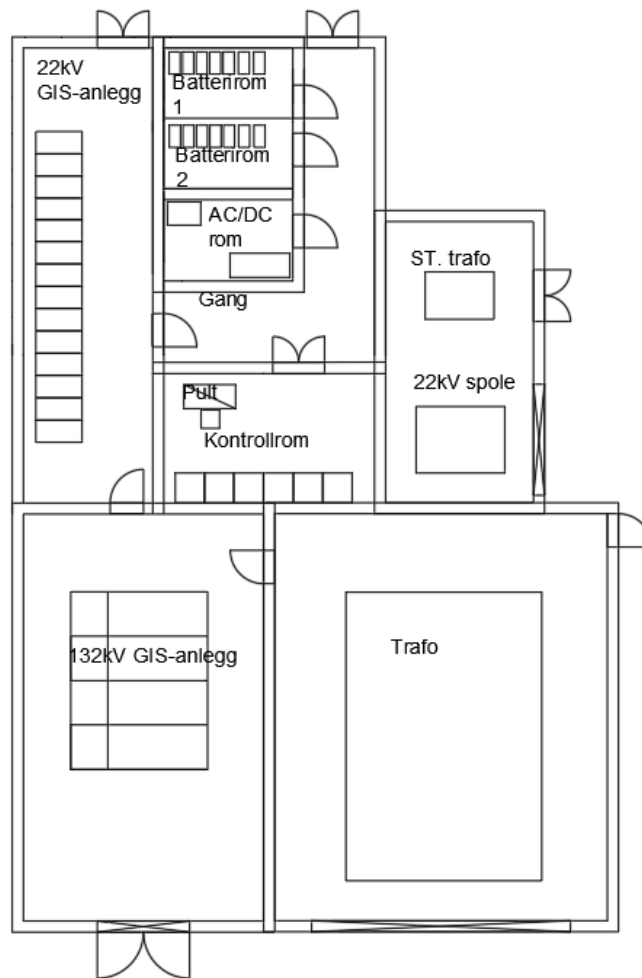 22kV
GIS-anlegg
Batterirom
1
Batterirom
2
AC/DC
rom
Gang
ST. trafo
22kV spole
Pult
Kontrollrom
132kV GIS-anlegg
Trafo